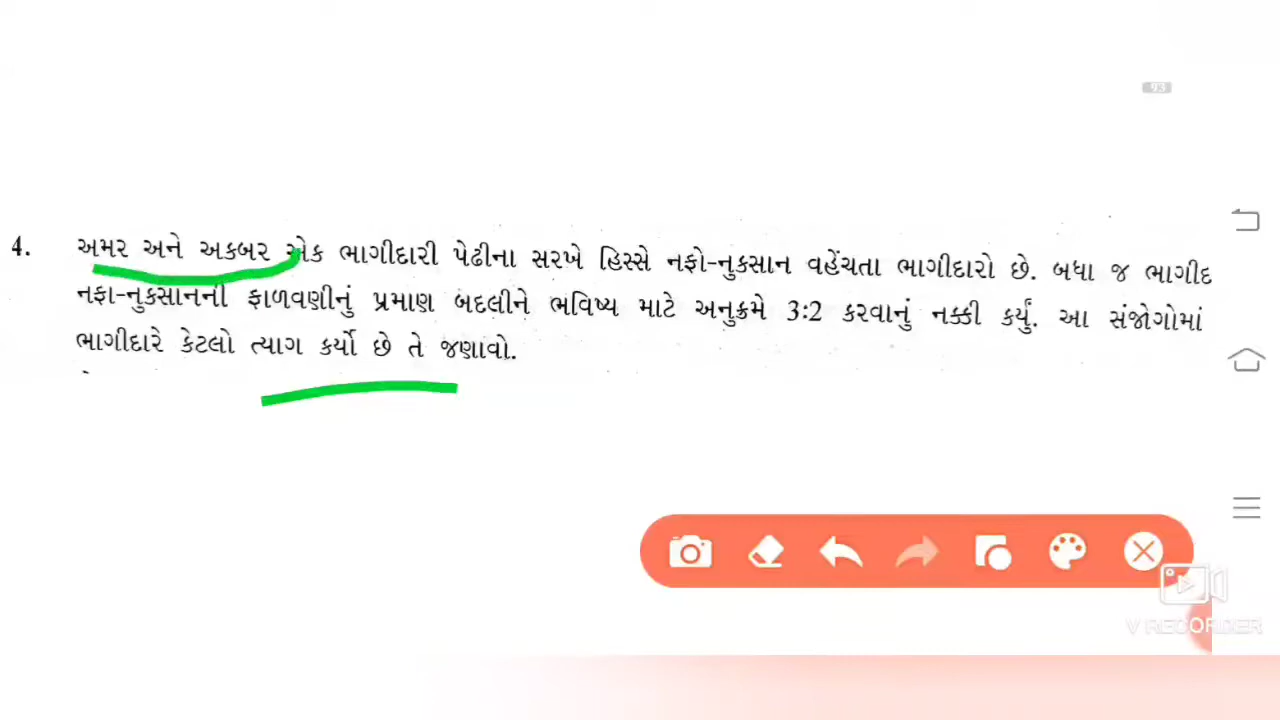 93
4. અમર અને અકબર એક ભાગીદારી પેઢીના સરખે હિસ્સે નફો-નુકસાન વહેંચતા ભાગીદારો છે. બધા જ ભાગીદ
નફા-નુકસાનની ફાળવણીનું પ્રમાણ બદલીને ભવિષ્ય માટે અનુક્રમે 3:2 કરવાનું નક્કી કર્યું. આ સંજોગોમાં
ભાગીદારે કેટલો ત્યાગ કર્યો છે તે જણાવો.
V RECORDER